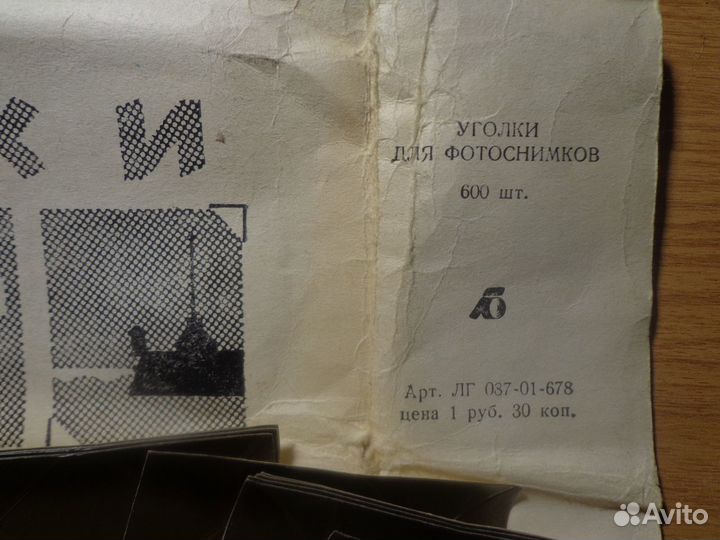 КИ
УГОЛКИ
ДЛЯ ФОТОСНИМКОВ
600 шт.
Арт. ЛГ 037-01-678
цена 1 руб. 30 коп.
Avito